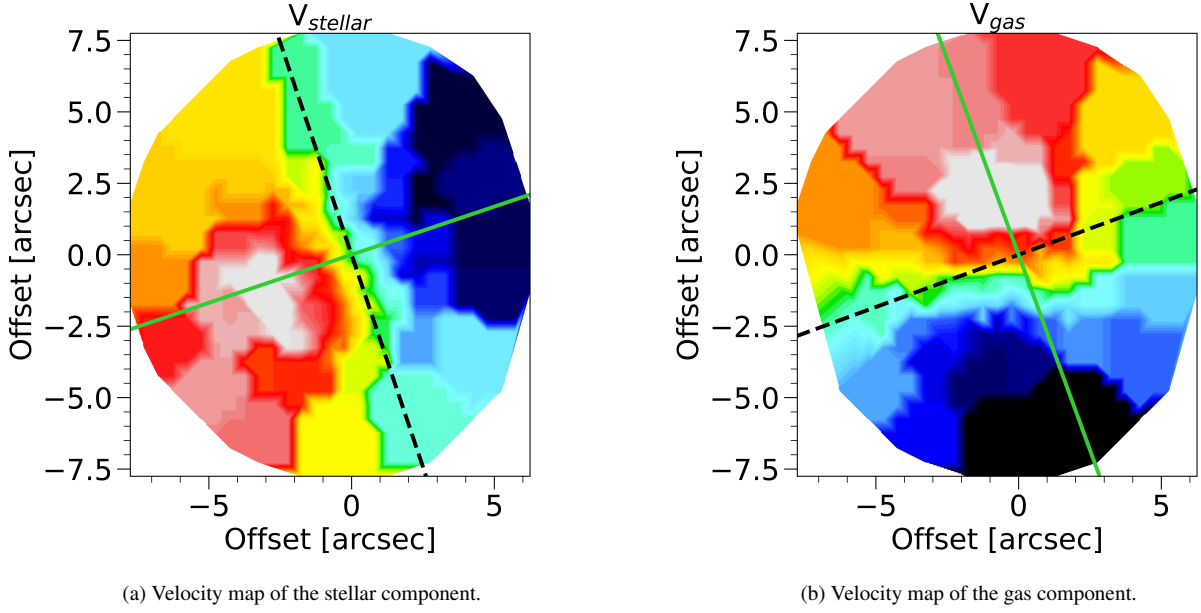 V_stellar
V_gas
7.5
5.0
2.5
0.0
−2.5
−5.0
−7.5
Offset [arcsec]
−5
0
5
Offset [arcsec]
7.5
5.0
2.5
0.0
−2.5
−5.0
−7.5
Offset [arcsec]
−5
0
5
Offset [arcsec]
(a) Velocity map of the stellar component.
(b) Velocity map of the gas component.